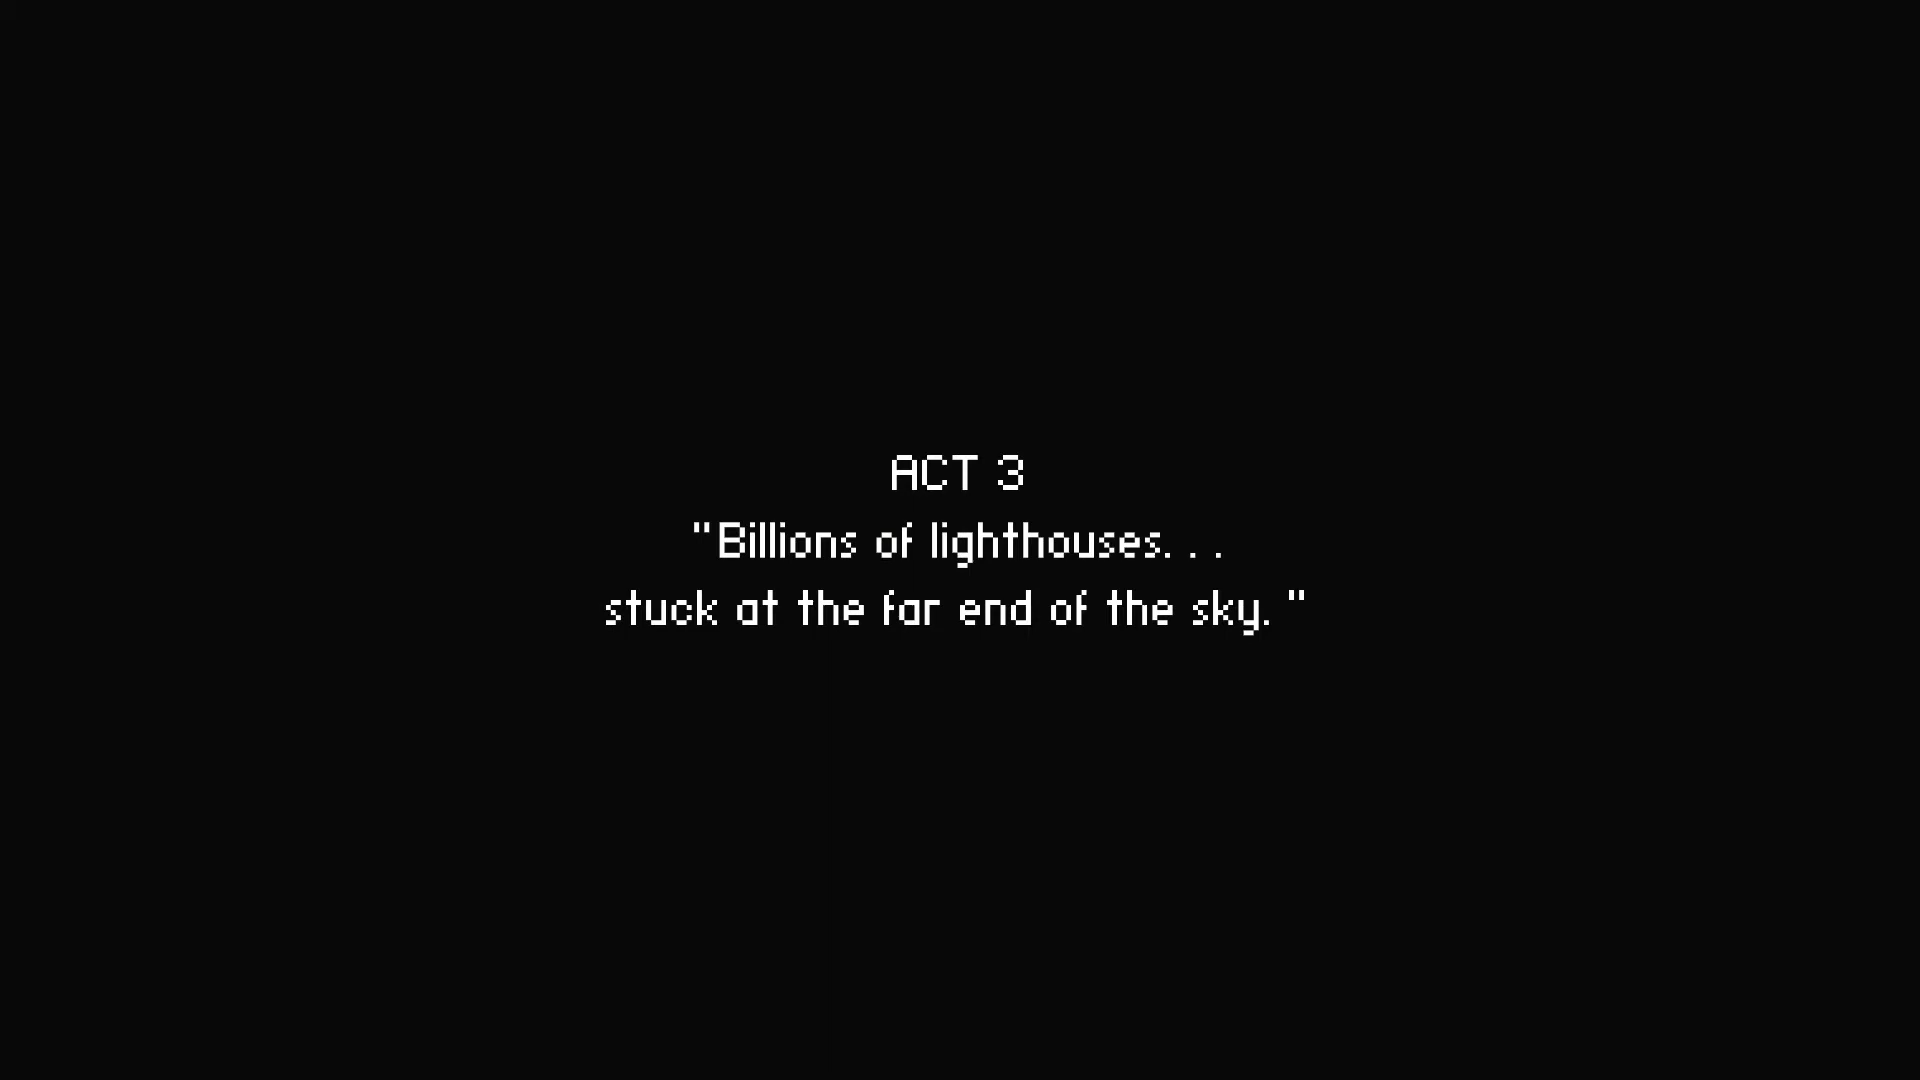 ACT 3
"Billions of lighthouses. . .
stuck at the far end of the sky. "